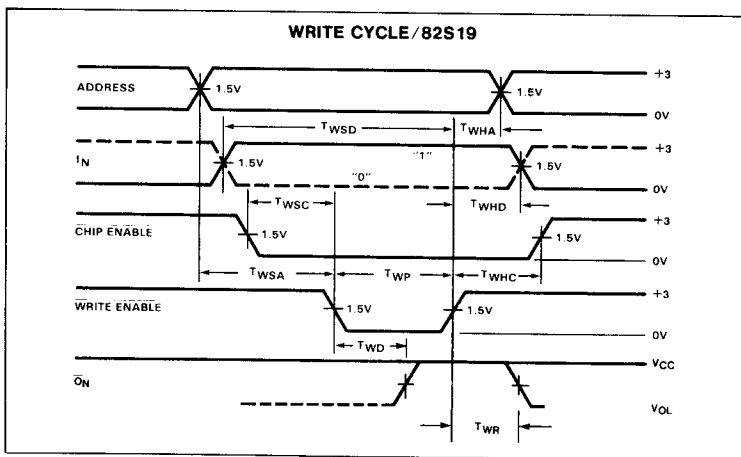 WRITE CYCLE/82S19
+3
ADDRESS
1.5V
1.5V
0V
TWSD
TWHA
+3
IN
1.5V
"1"
1.5V
"0"
0V
TWSC
TWHD
+3
CHIP ENABLE
1.5V
1.5V
0V
TWSA
TWP
TWHC
+3
WRITE ENABLE
1.5V
1.5V
0V
TWD
VCC
ON
VOL
TWR